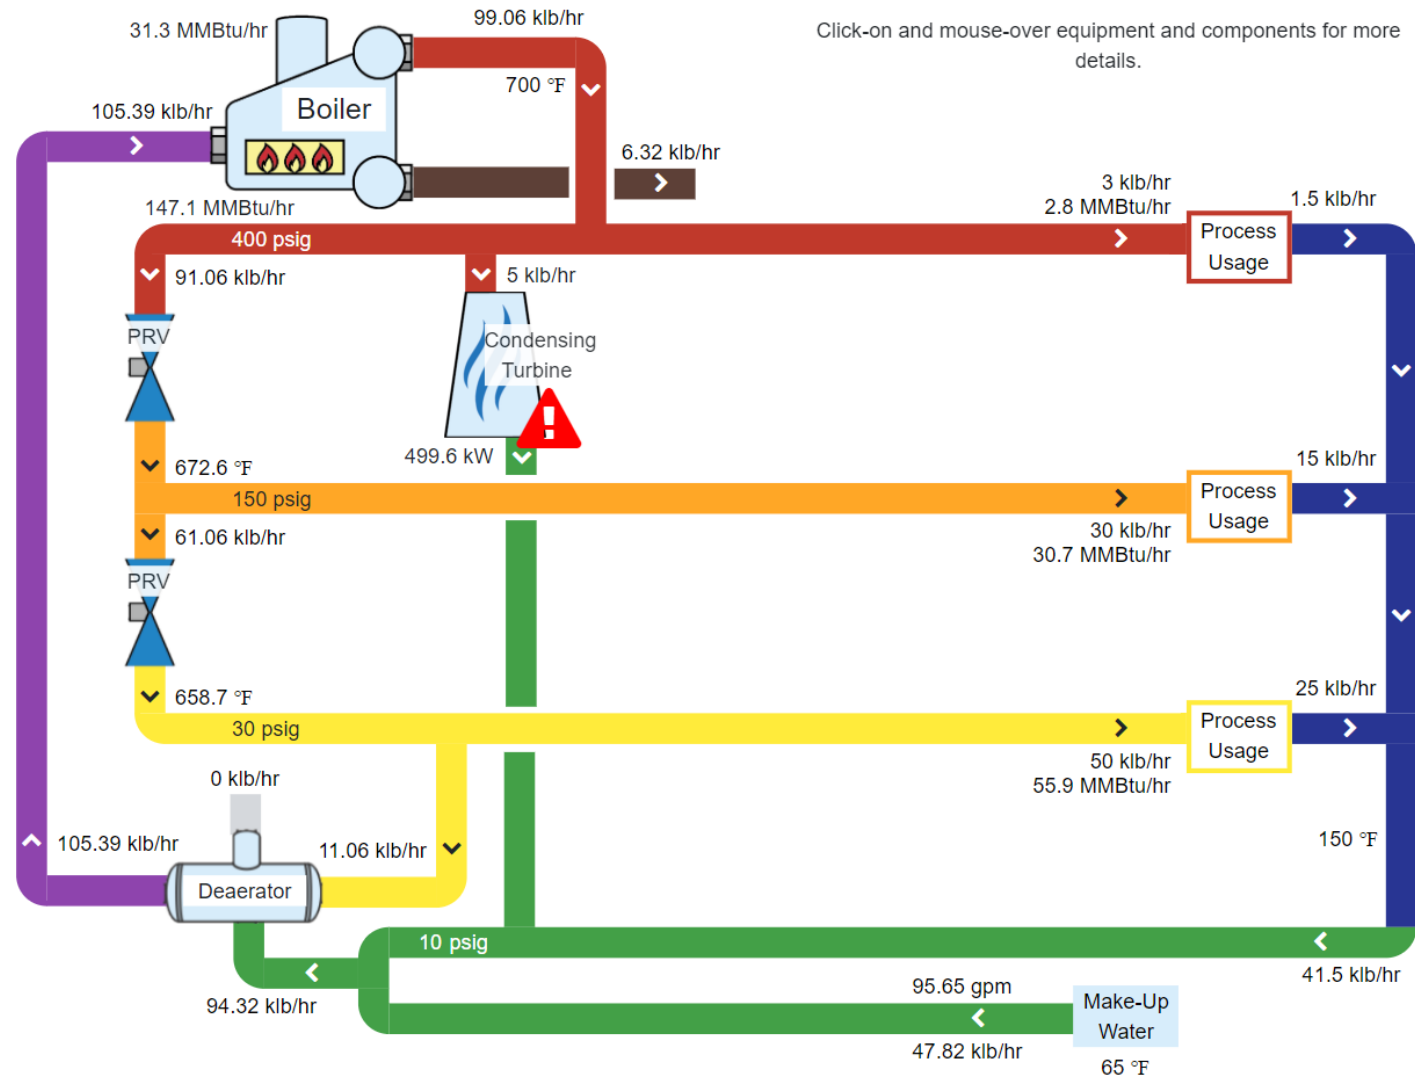 Click-on and mouse-over equipment and components for more
details.
99.06 klb/hr
31.3 MMBtu/hr
700 °F
105.39 klb/hr
Boiler
6.32 klb/hr
147.1 MMBtu/hr
3 klb/hr
2.8 MMBtu/hr
1.5 klb/hr
400 psig
Process
Usage
91.06 klb/hr
5 klb/hr
PRV
Condensing
Turbine
499.6 kW
672.6 °F
15 klb/hr
150 psig
Process
Usage
61.06 klb/hr
30 klb/hr
30.7 MMBtu/hr
PRV
658.7 °F
25 klb/hr
30 psig
Process
Usage
50 klb/hr
55.9 MMBtu/hr
0 klb/hr
105.39 klb/hr
11.06 klb/hr
150 °F
Deaerator
10 psig
41.5 klb/hr
94.32 klb/hr
95.65 gpm
Make-Up
Water
47.82 klb/hr
65 °F